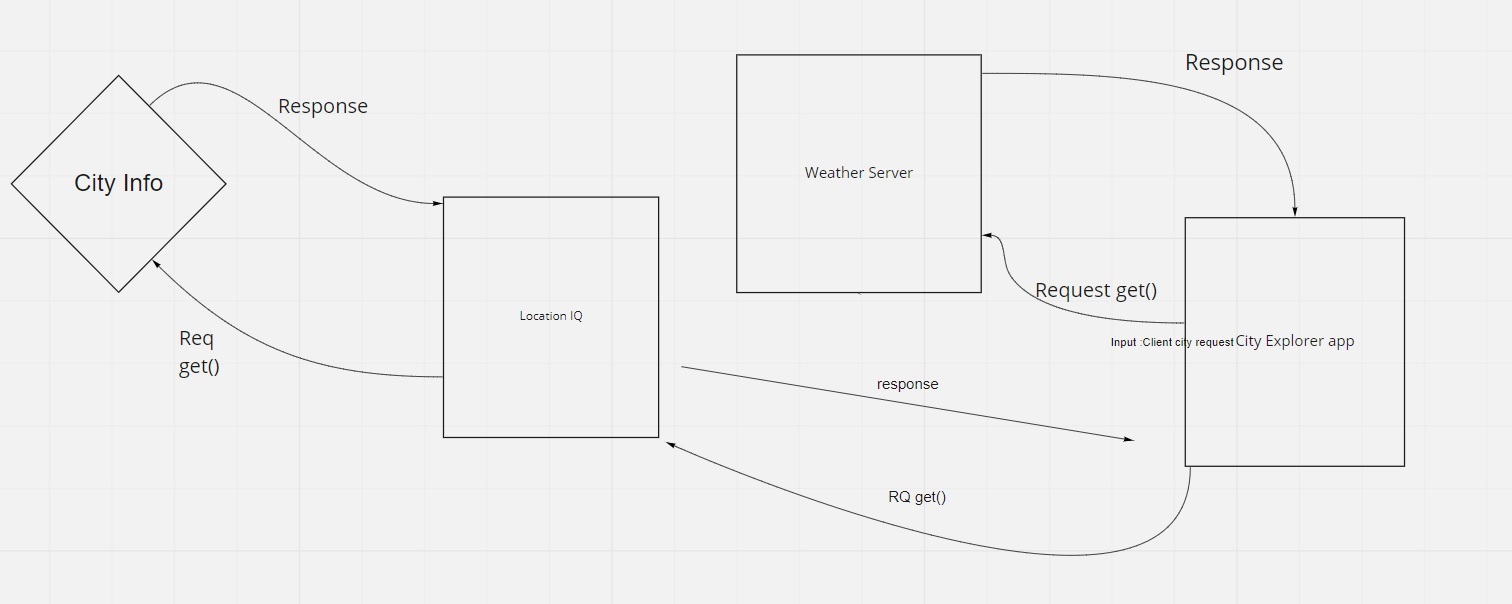 Response
Response
City Info
Weather Server
Request get()
Location IQ
Req
get()
Input :Client city request
City Explorer app
response
RQ get()